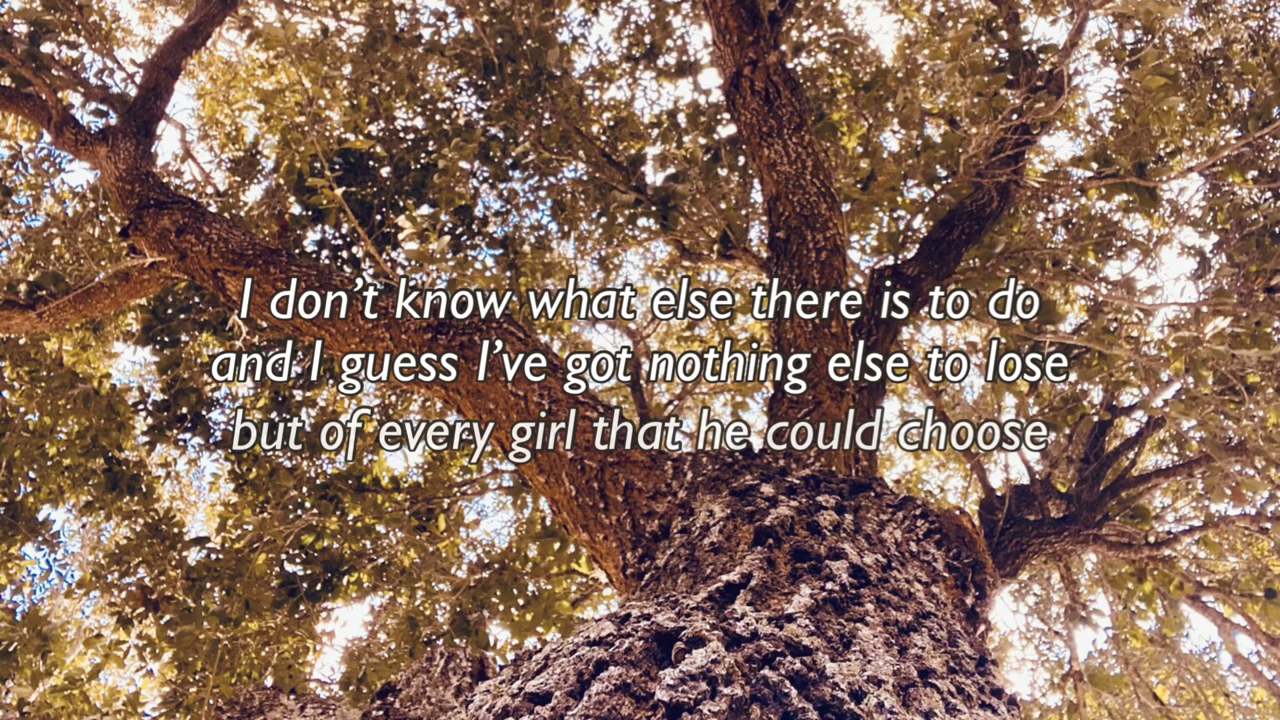 I don't know what else there is to do
and I guess I've got nothing else to lose
but of every girl that he could choose